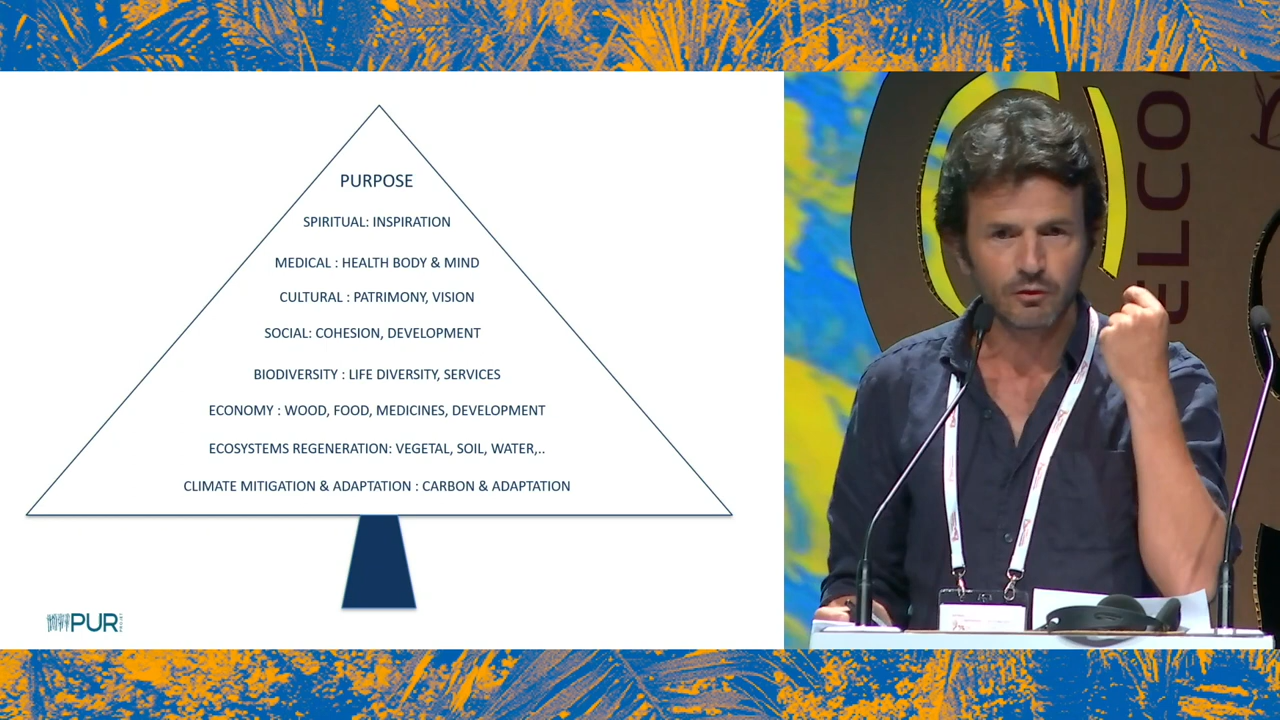 PURPOSE
SPIRITUAL: INSPIRATION
MEDICAL : HEALTH BODY & MIND
CULTURAL : PATRIMONY, VISION
SOCIAL: COHESION, DEVELOPMENT
BIODIVERSITY : LIFE DIVERSITY, SERVICES
ECONOMY : WOOD, FOOD, MEDICINES, DEVELOPMENT
ECOSYSTEMS REGENERATION: VEGETAL, SOIL, WATER,..
CLIMATE MITIGATION & ADAPTATION : CARBON & ADAPTATION
PUR
ELCO